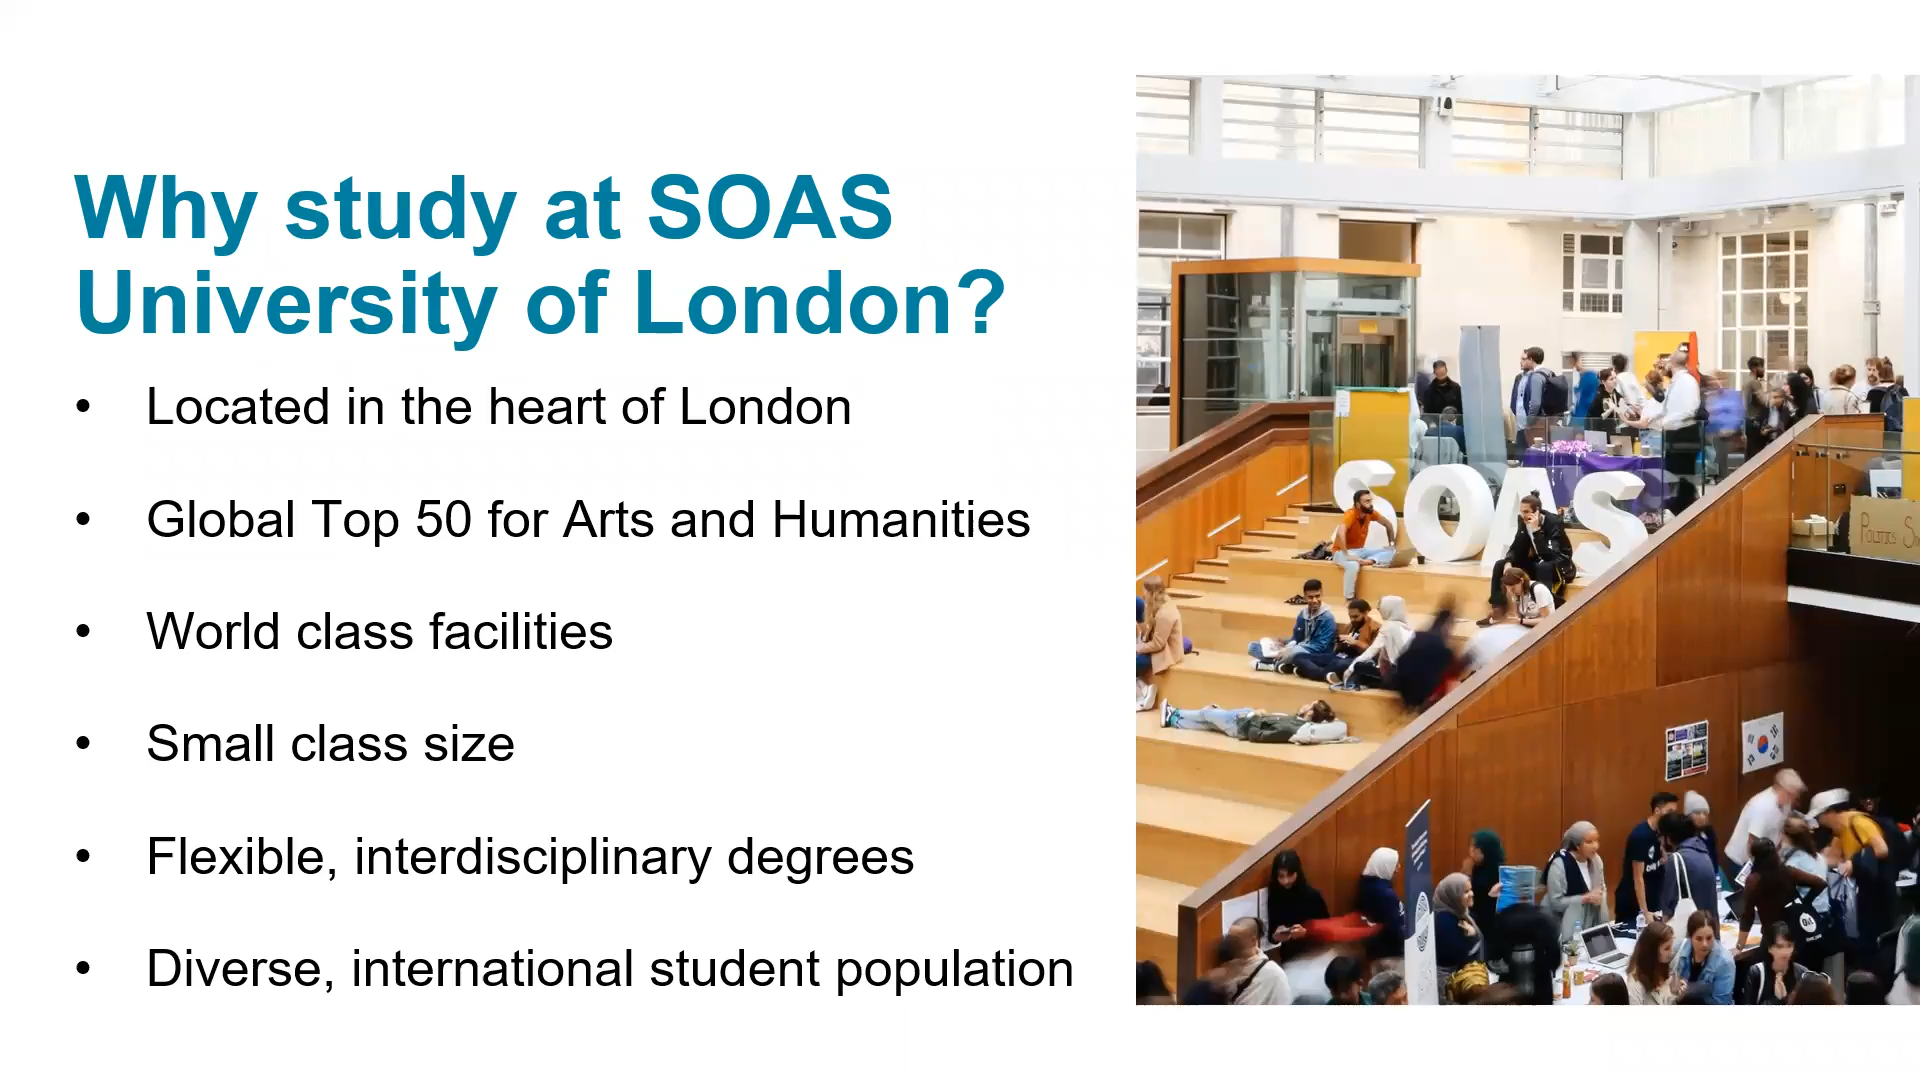 Why study at SOAS
University of London?
• Located in the heart of London
• Global Top 50 for Arts and Humanities
• World class facilities
• Small class size
• Flexible, interdisciplinary degrees
• Diverse, international student population
SOAS
POLITICS